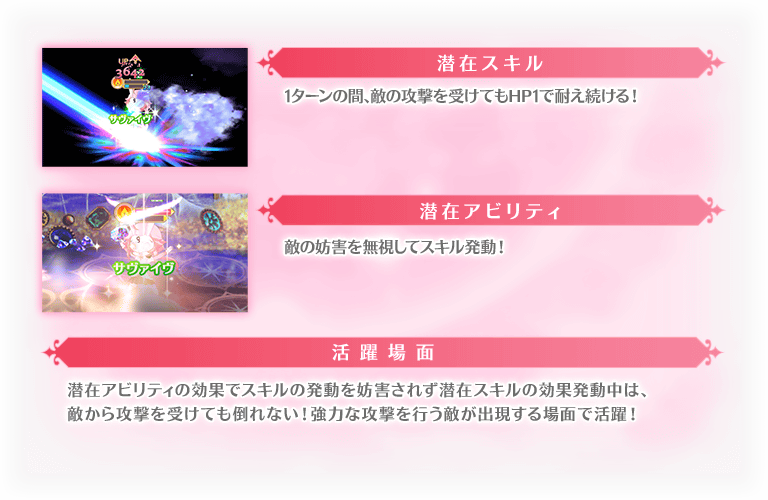 潜在スキル
3642
サヴァイヴ
1ターンの間、敵の攻撃を受けてもHP1で耐え続ける！
潜在アビリティ
サヴァイヴ
敵の妨害を無視してスキル発動！
活躍場面
潜在アビリティの効果でスキルの発動を妨害されず潜在スキルの効果発動中は、
敵から攻撃を受けても倒れない！強力な攻撃を行う敵が出現する場面で活躍！